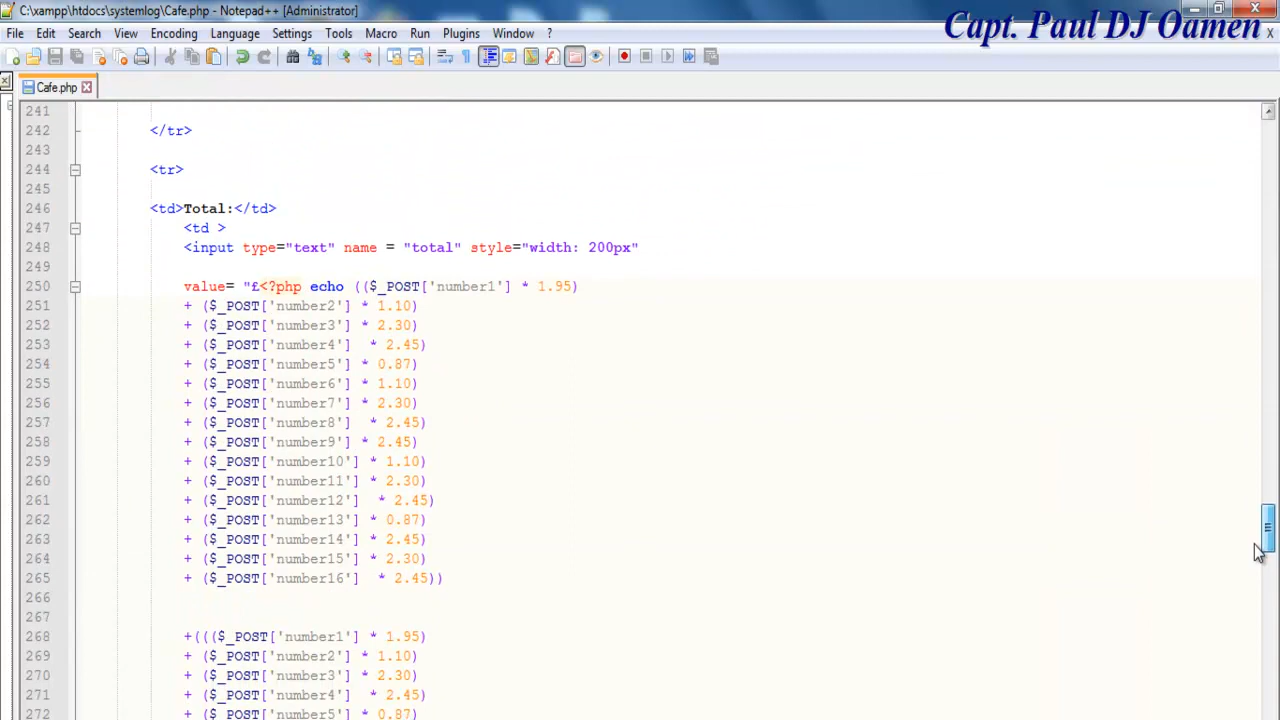 C:\xampp\htdocs\systemlog\Cafe.php - Notepad++ [Administrator]
Capt. Paul DJ Oamen
File Edit Search View Encoding Language Settings Tools Macro Run Plugins Window ? X
Cafe.php
241
242 </tr>
243
244 <tr>
245
246 <td>Total:</td>
247 <td >
248 <input type="text" name = "total" style="width: 200px"
249
250 value= "£<?php echo (($_POST['number1'] * 1.95)
251 + ($_POST['number2'] * 1.10)
252 + ($_POST['number3'] * 2.30)
253 + ($_POST['number4']  * 2.45)
254 + ($_POST['number5'] * 0.87)
255 + ($_POST['number6'] * 1.10)
256 + ($_POST['number7'] * 2.30)
257 + ($_POST['number8']  * 2.45)
258 + ($_POST['number9'] * 2.45)
259 + ($_POST['number10'] * 1.10)
260 + ($_POST['number11'] * 2.30)
261 + ($_POST['number12']  * 2.45)
262 + ($_POST['number13'] * 0.87)
263 + ($_POST['number14'] * 2.45)
264 + ($_POST['number15'] * 2.30)
265 + ($_POST['number16']  * 2.45))
266
267
268 +((($_POST['number1'] * 1.95)
269 + ($_POST['number2'] * 1.10)
270 + ($_POST['number3'] * 2.30)
271 + ($_POST['number4']  * 2.45)
272 + ($_POST['number5'] * 0.87)